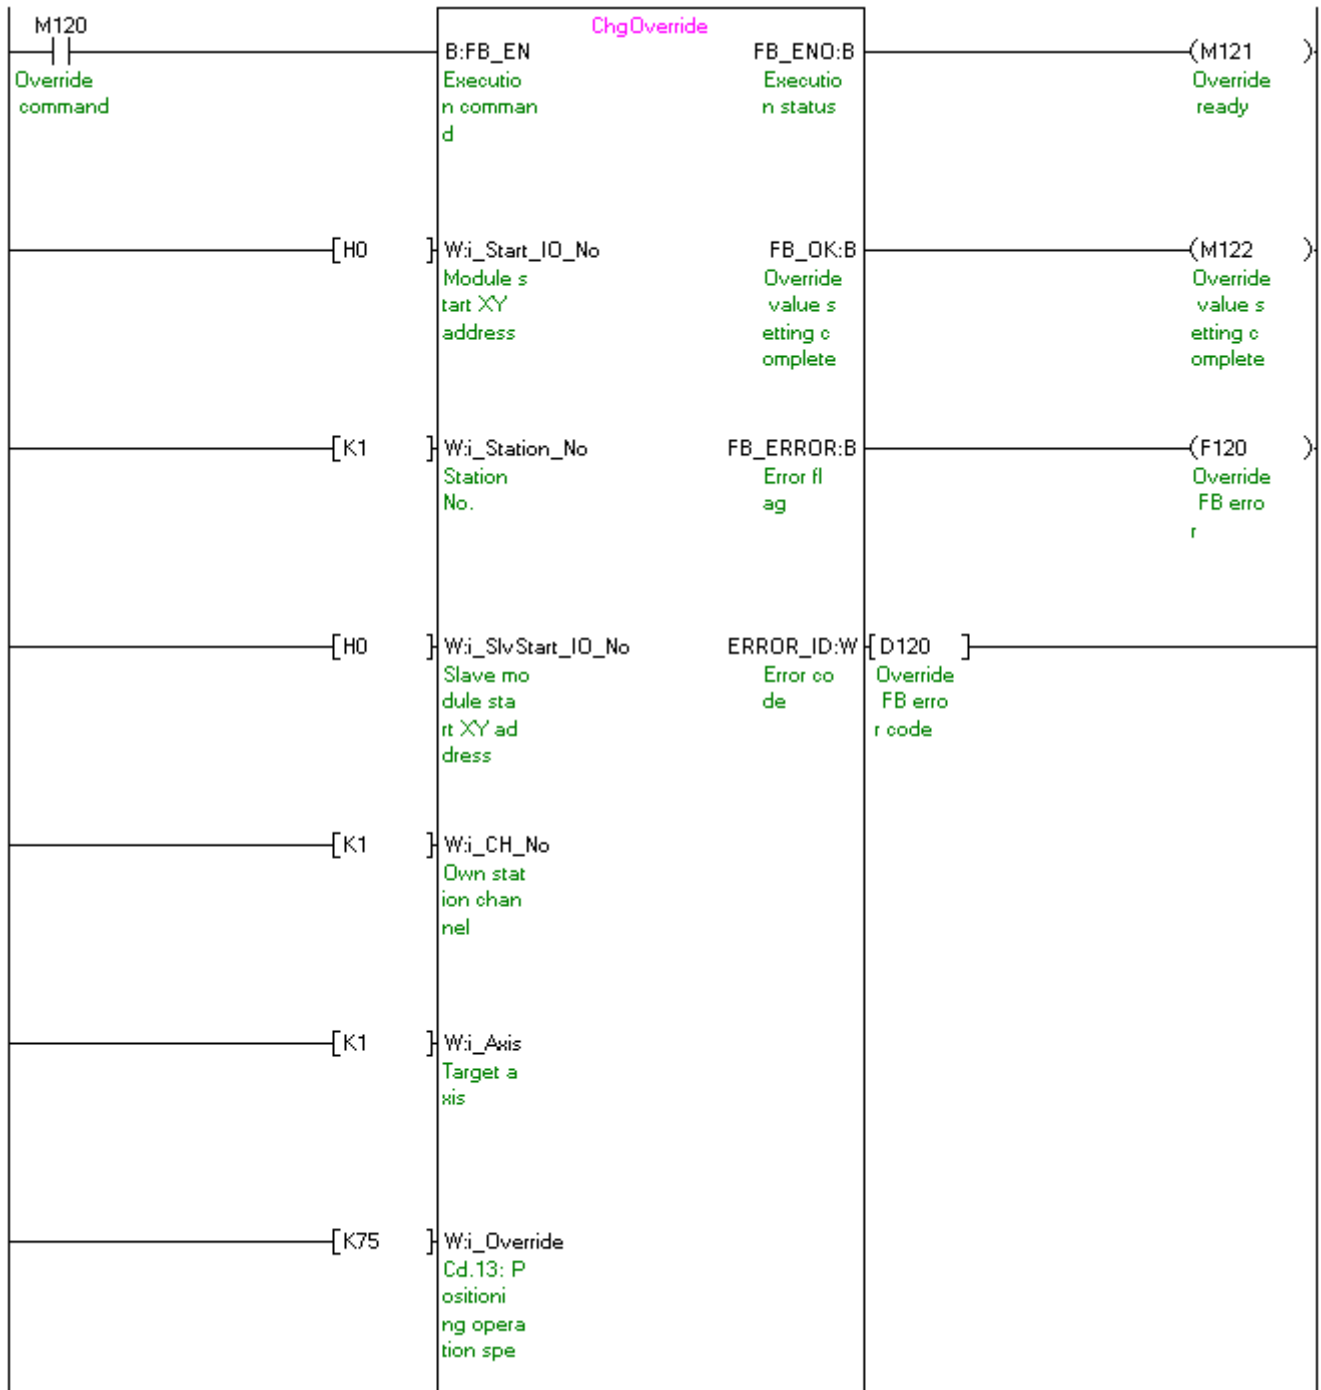 M120
Override
command
ChgOverride
B:FB_EN
Executio
n comman
d
FB_ENO:B
Executio
n status
(M121 )
Override
ready
[H0 ]
W:i_Start_IO_No
Module s
tart XY
address
FB_OK:B
Override
value s
etting c
omplete
(M122 )
Override
value s
etting c
omplete
[K1 ]
W:i_Station_No
Station
No.
FB_ERROR:B
Error fl
ag
(F120 )
Override
FB erro
r
[H0 ]
W:i_SlvStart_IO_No
Slave mo
dule sta
rt XY ad
dress
ERROR_ID:W
Error co
de
[D120 ]
Override
FB erro
r code
[K1 ]
W:i_CH_No
Own stat
ion chan
nel
[K1 ]
W:i_Axis
Target a
xis
[K75 ]
W:i_Override
Cd.13: P
ositioni
ng opera
tion spe